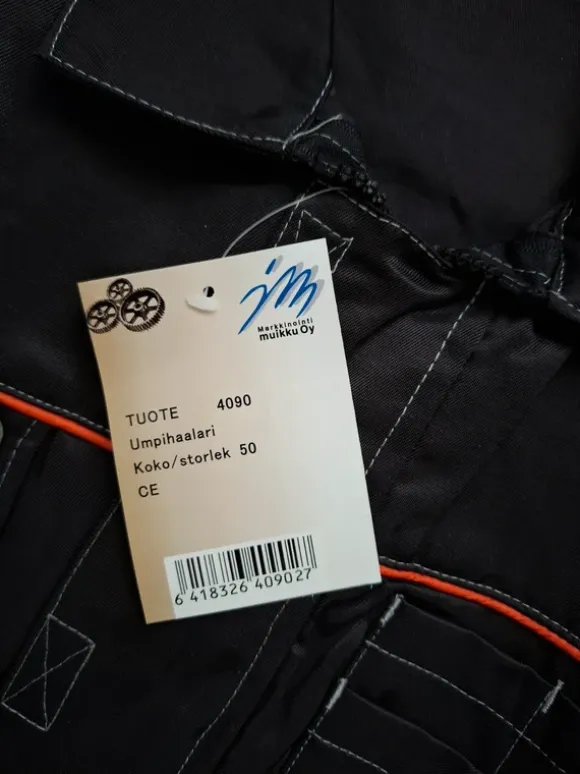 Markkinointi
muikku Oy
TUOTE 4090
Umpihaalari
Koko/storlek 50
CE
6 418326 409027